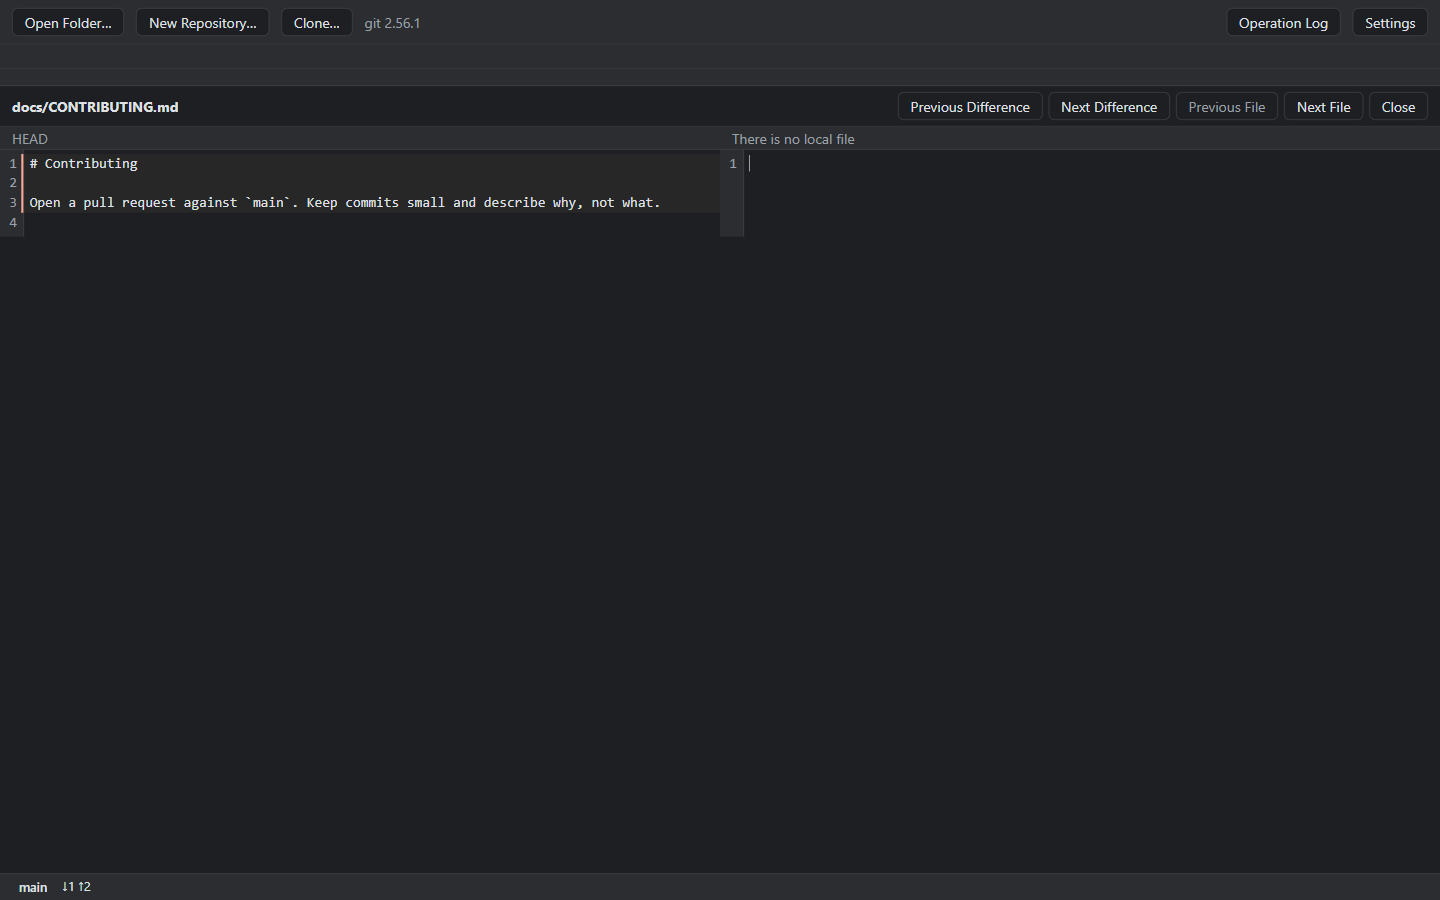 Open Folder... New Repository... Clone... git 2.56.1 Operation Log Settings
docs/CONTRIBUTING.md Previous Difference Next Difference Previous File Next File Close
HEAD There is no local file
1 # Contributing 1
2
3 Open a pull request against `main`. Keep commits small and describe why, not what.
4
main ↓1 ↑2